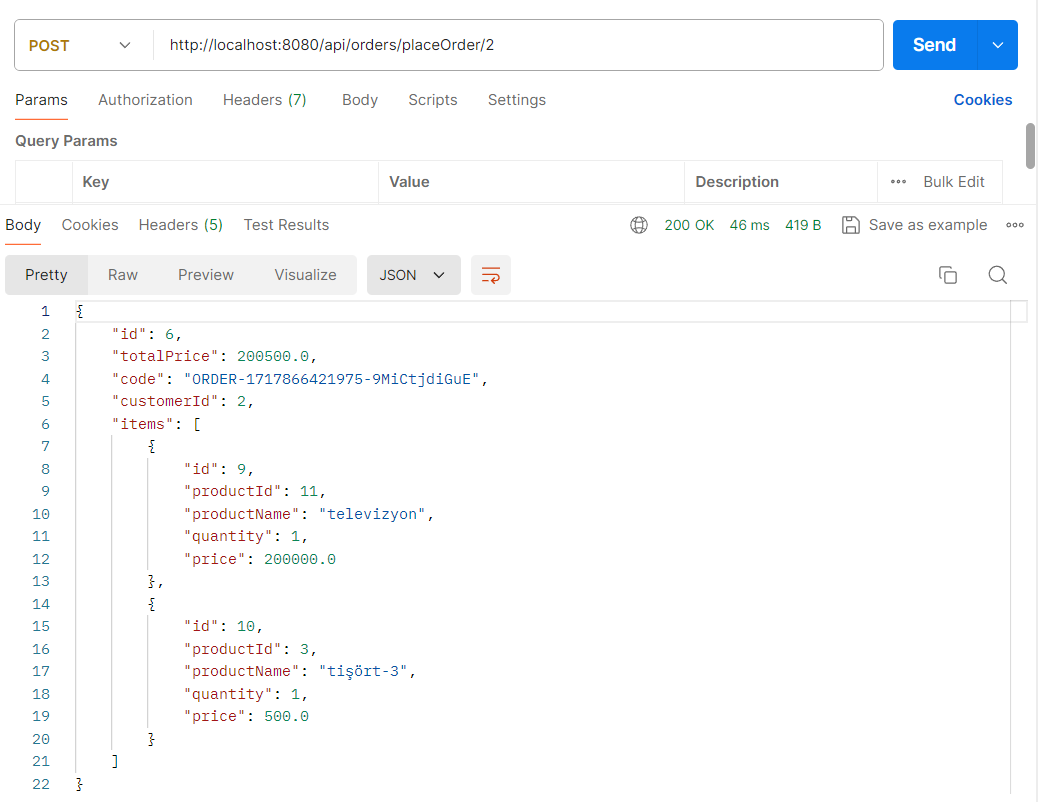 POST http://localhost:8080/api/orders/placeOrder/2 Send
Params Authorization Headers (7) Body Scripts Settings Cookies
Query Params
Key Value Description ••• Bulk Edit
Body Cookies Headers (5) Test Results 200 OK 46 ms 419 B Save as example •••
Pretty Raw Preview Visualize JSON
1 {
2 "id": 6,
3 "totalPrice": 200500.0,
4 "code": "ORDER-1717866421975-9MiCtjdiGuE",
5 "customerId": 2,
6 "items": [
7 {
8 "id": 9,
9 "productId": 11,
10 "productName": "televizyon",
11 "quantity": 1,
12 "price": 200000.0
13 },
14 {
15 "id": 10,
16 "productId": 3,
17 "productName": "tişört-3",
18 "quantity": 1,
19 "price": 500.0
20 }
21 ]
22 }